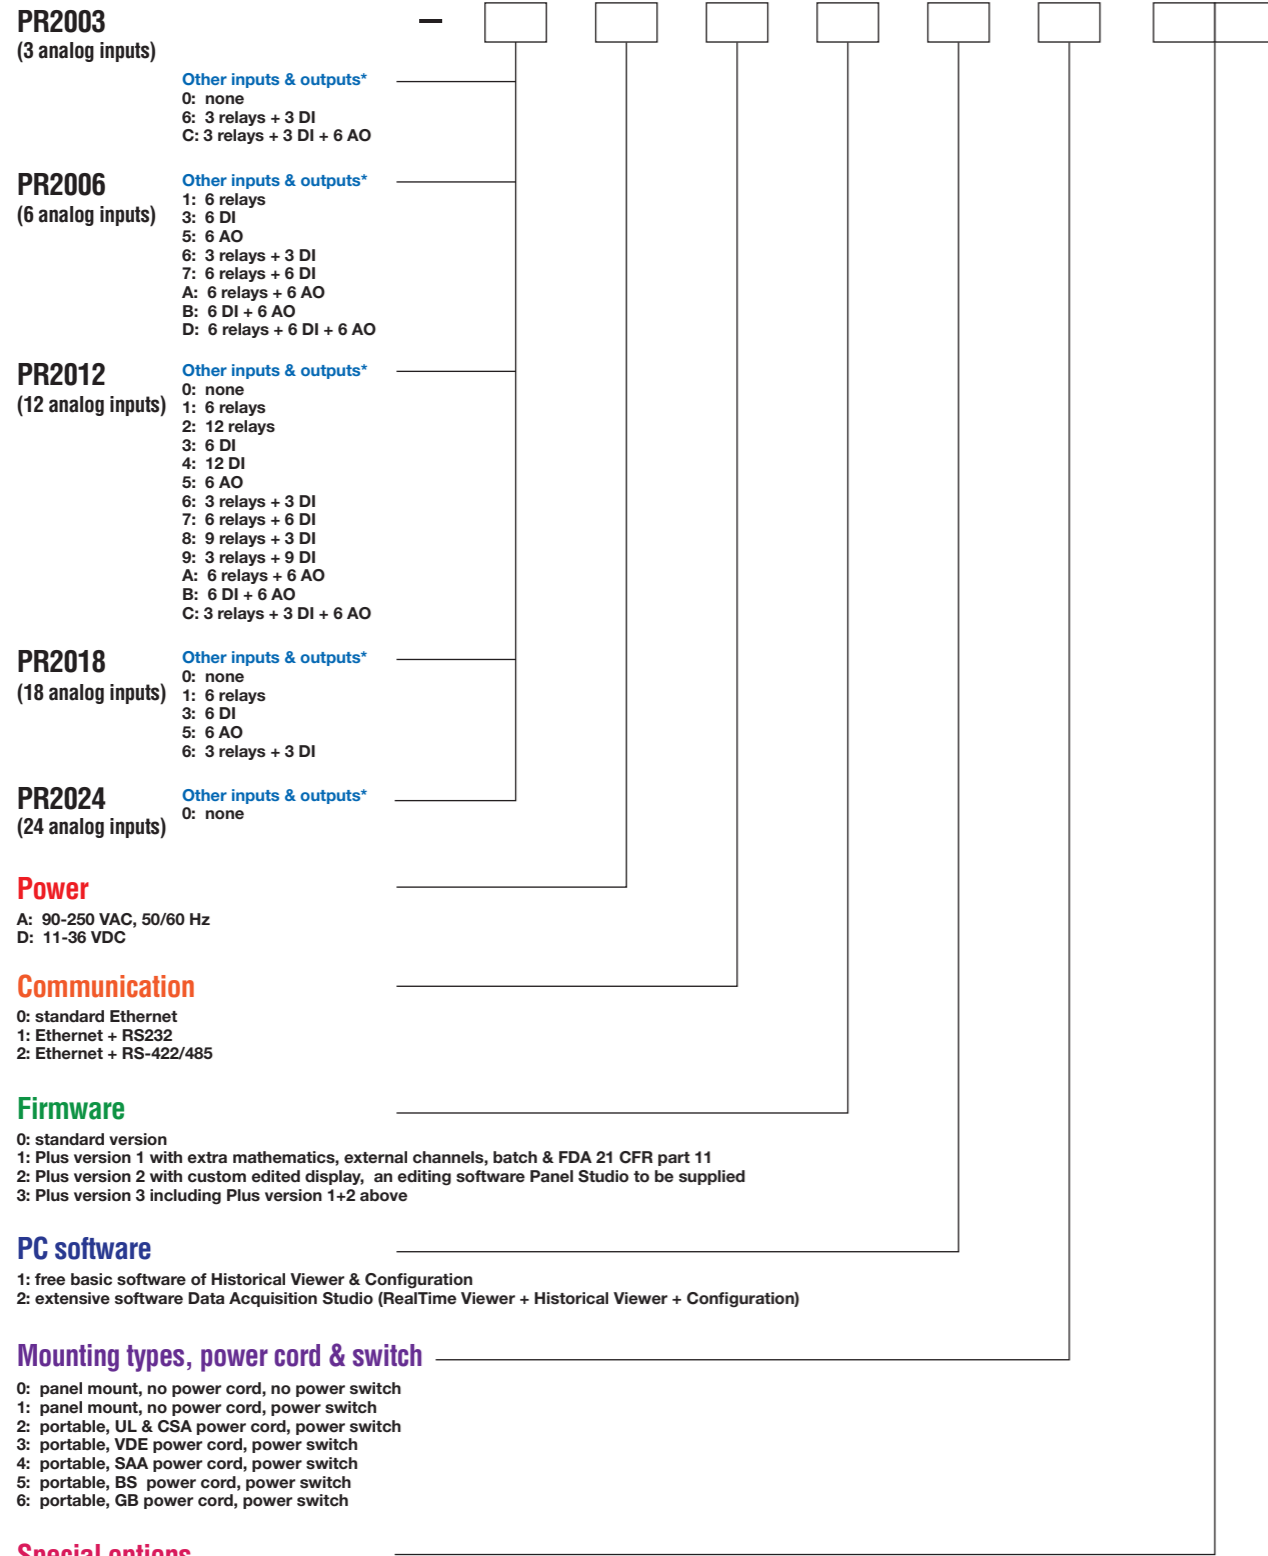 PR2003
(3 analog inputs)
–
Other inputs & outputs*
0: none
6: 3 relays + 3 DI
C: 3 relays + 3 DI + 6 AO
PR2006
(6 analog inputs)
Other inputs & outputs*
1: 6 relays
3: 6 DI
5: 6 AO
6: 3 relays + 3 DI
7: 6 relays + 6 DI
A: 6 relays + 6 AO
B: 6 DI + 6 AO
D: 6 relays + 6 DI + 6 AO
PR2012
(12 analog inputs)
Other inputs & outputs*
0: none
1: 6 relays
2: 12 relays
3: 6 DI
4: 12 DI
5: 6 AO
6: 3 relays + 3 DI
7: 6 relays + 6 DI
8: 9 relays + 3 DI
9: 3 relays + 9 DI
A: 6 relays + 6 AO
B: 6 DI + 6 AO
C: 3 relays + 3 DI + 6 AO
PR2018
(18 analog inputs)
Other inputs & outputs*
0: none
1: 6 relays
3: 6 DI
5: 6 AO
6: 3 relays + 3 DI
PR2024
(24 analog inputs)
Other inputs & outputs*
0: none
Power
A: 90-250 VAC, 50/60 Hz
D: 11-36 VDC
Communication
0: standard Ethernet
1: Ethernet + RS232
2: Ethernet + RS-422/485
Firmware
0: standard version
1: Plus version 1 with extra mathematics, external channels, batch & FDA 21 CFR part 11
2: Plus version 2 with custom edited display, an editing software Panel Studio to be supplied
3: Plus version 3 including Plus version 1+2 above
PC software
1: free basic software of Historical Viewer & Configuration
2: extensive software Data Acquisition Studio (RealTime Viewer + Historical Viewer + Configuration)
Mounting types, power cord & switch
0: panel mount, no power cord, no power switch
1: panel mount, no power cord, power switch
2: portable, UL & CSA power cord, power switch
3: portable, VDE power cord, power switch
4: portable, SAA power cord, power switch
5: portable, BS power cord, power switch
6: portable, GB power cord, power switch
Special options